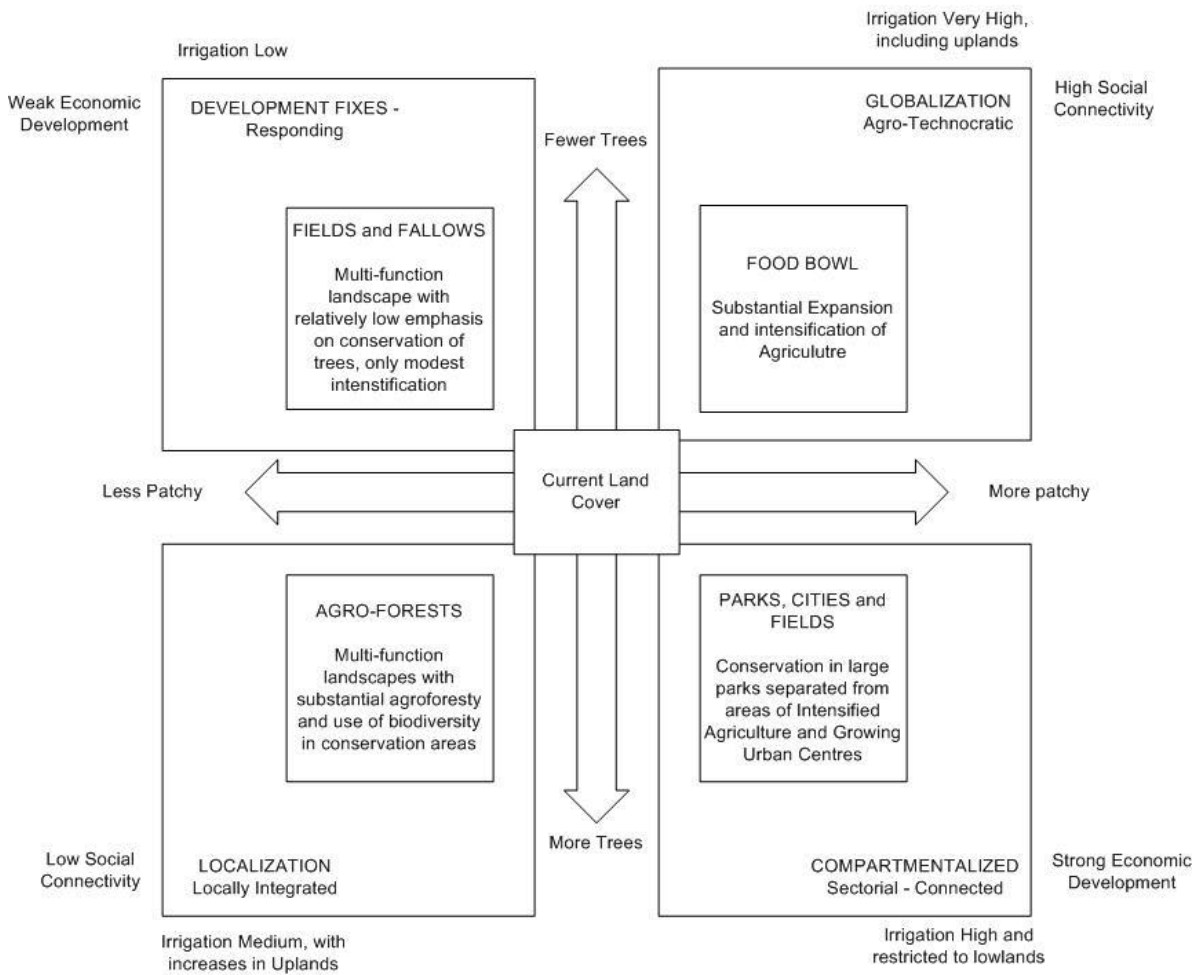 Irrigation Low
Irrigation Very High,
including uplands
Weak Economic
Development
DEVELOPMENT FIXES -
Responding
Fewer Trees
GLOBALIZATION
Agro-Technocratic
High Social
Connectivity
FIELDS and FALLOWS
Multi-function
landscape with
relatively low emphasis
on conservation of
trees, only modest
intenstification
FOOD BOWL
Substantial Expansion
and intensification of
Agriculutre
Less Patchy
Current Land
Cover
More patchy
AGRO-FORESTS
Multi-function
landscapes with
substantial agroforesty
and use of biodiversity
in conservation areas
PARKS, CITIES and
FIELDS
Conservation in large
parks separated from
areas of Intensified
Agriculture and Growing
Urban Centres
More Trees
Low Social
Connectivity
LOCALIZATION
Locally Integrated
COMPARTMENTALIZED
Sectorial - Connected
Strong Economic
Development
Irrigation Medium, with
increases in Uplands
Irrigation High and
restricted to lowlands